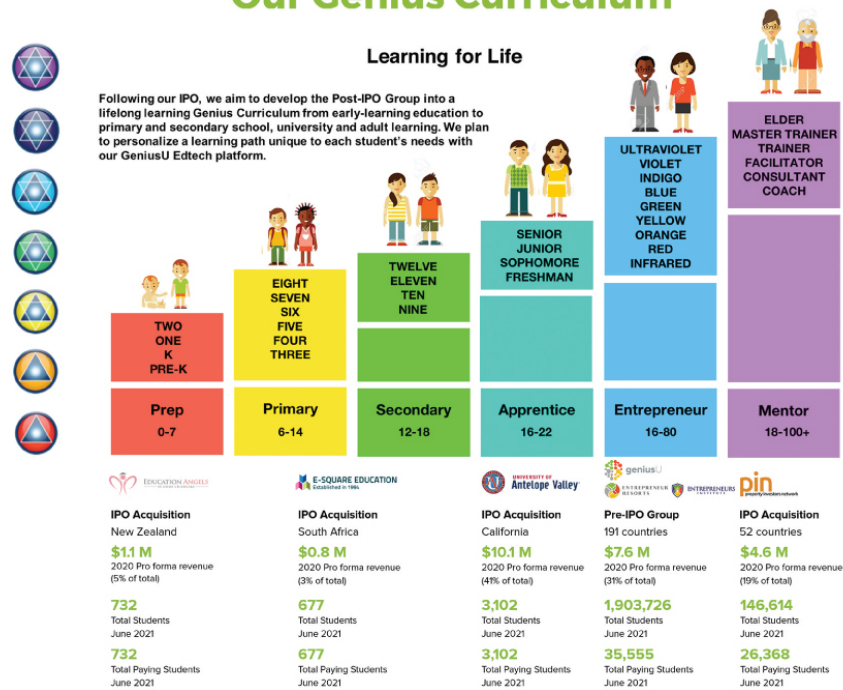 Our Genius Curriculum
Learning for Life
Following our IPO, we aim to develop the Post-IPO Group into a
lifelong learning Genius Curriculum from early-learning education to
primary and secondary school, university and adult learning. We plan
to personalize a learning path unique to each student's needs with
our GeniusU Edtech platform.
TWO
ONE
K
PRE-K
EIGHT
SEVEN
SIX
FIVE
FOUR
THREE
TWELVE
ELEVEN
TEN
NINE
SENIOR
JUNIOR
SOPHOMORE
FRESHMAN
ULTRAVIOLET
VIOLET
INDIGO
BLUE
GREEN
YELLOW
ORANGE
RED
INFRARED
ELDER
MASTER TRAINER
TRAINER
FACILITATOR
CONSULTANT
COACH
Prep
0-7
Primary
6-14
Secondary
12-18
Apprentice
16-22
Entrepreneur
16-80
Mentor
18-100+
EDUCATION ANGELS
IPO Acquisition
New Zealand
$1.1 M
2020 Pro forma revenue
(5% of total)
732
Total Students
June 2021
732
Total Paying Students
June 2021
E-SQUARE EDUCATION
Established in 1994
IPO Acquisition
South Africa
$0.8 M
2020 Pro forma revenue
(3% of total)
677
Total Students
June 2021
677
Total Paying Students
June 2021
UNIVERSITY OF
Antelope Valley
IPO Acquisition
California
$10.1 M
2020 Pro forma revenue
(41% of total)
3,102
Total Students
June 2021
3,102
Total Paying Students
June 2021
geniusU
ENTREPRENEUR
RESORTS
ENTREPRENEURS
INSTITUTE
Pre-IPO Group
191 countries
$7.6 M
2020 Pro forma revenue
(31% of total)
1,903,726
Total Students
June 2021
35,555
Total Paying Students
June 2021
pin
property investors network
IPO Acquisition
52 countries
$4.6 M
2020 Pro forma revenue
(19% of total)
146,614
Total Students
June 2021
26,368
Total Paying Students
June 2021